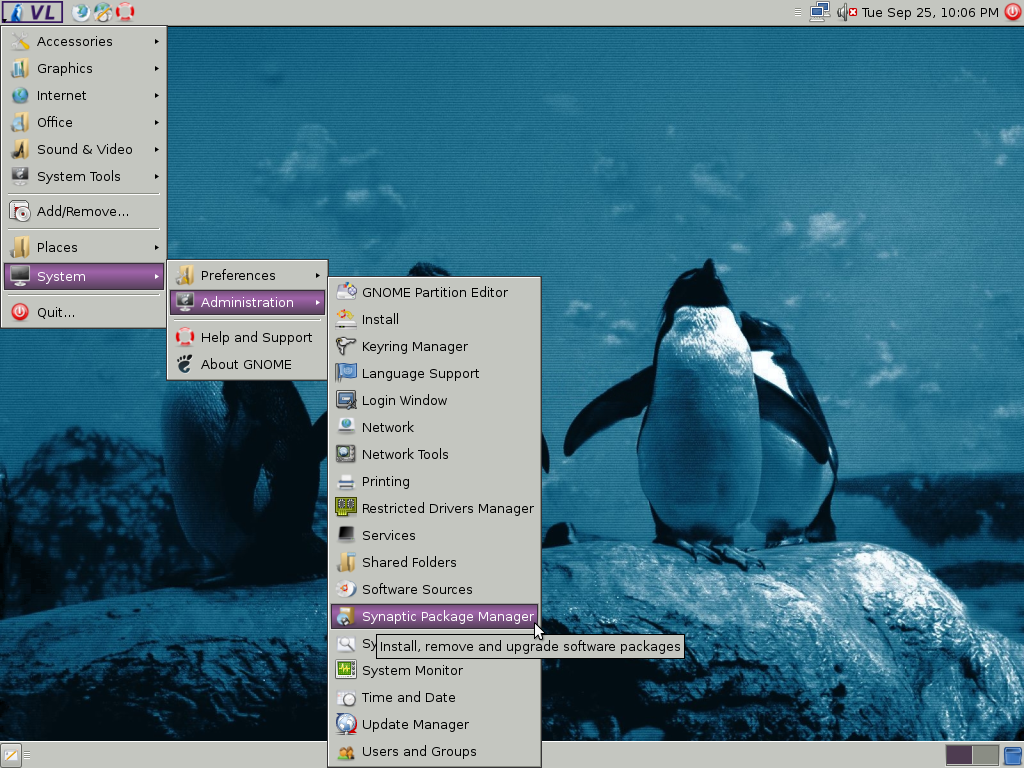 VL
Tue Sep 25, 10:06 PM
Accessories
Graphics
Internet
Office
Sound & Video
System Tools
Add/Remove...
Places
System
Quit...
Preferences
Administration
Help and Support
About GNOME
GNOME Partition Editor
Install
Keyring Manager
Language Support
Login Window
Network
Network Tools
Printing
Restricted Drivers Manager
Services
Shared Folders
Software Sources
Synaptic Package Manager
Sy
Install, remove and upgrade software packages
System Monitor
Time and Date
Update Manager
Users and Groups